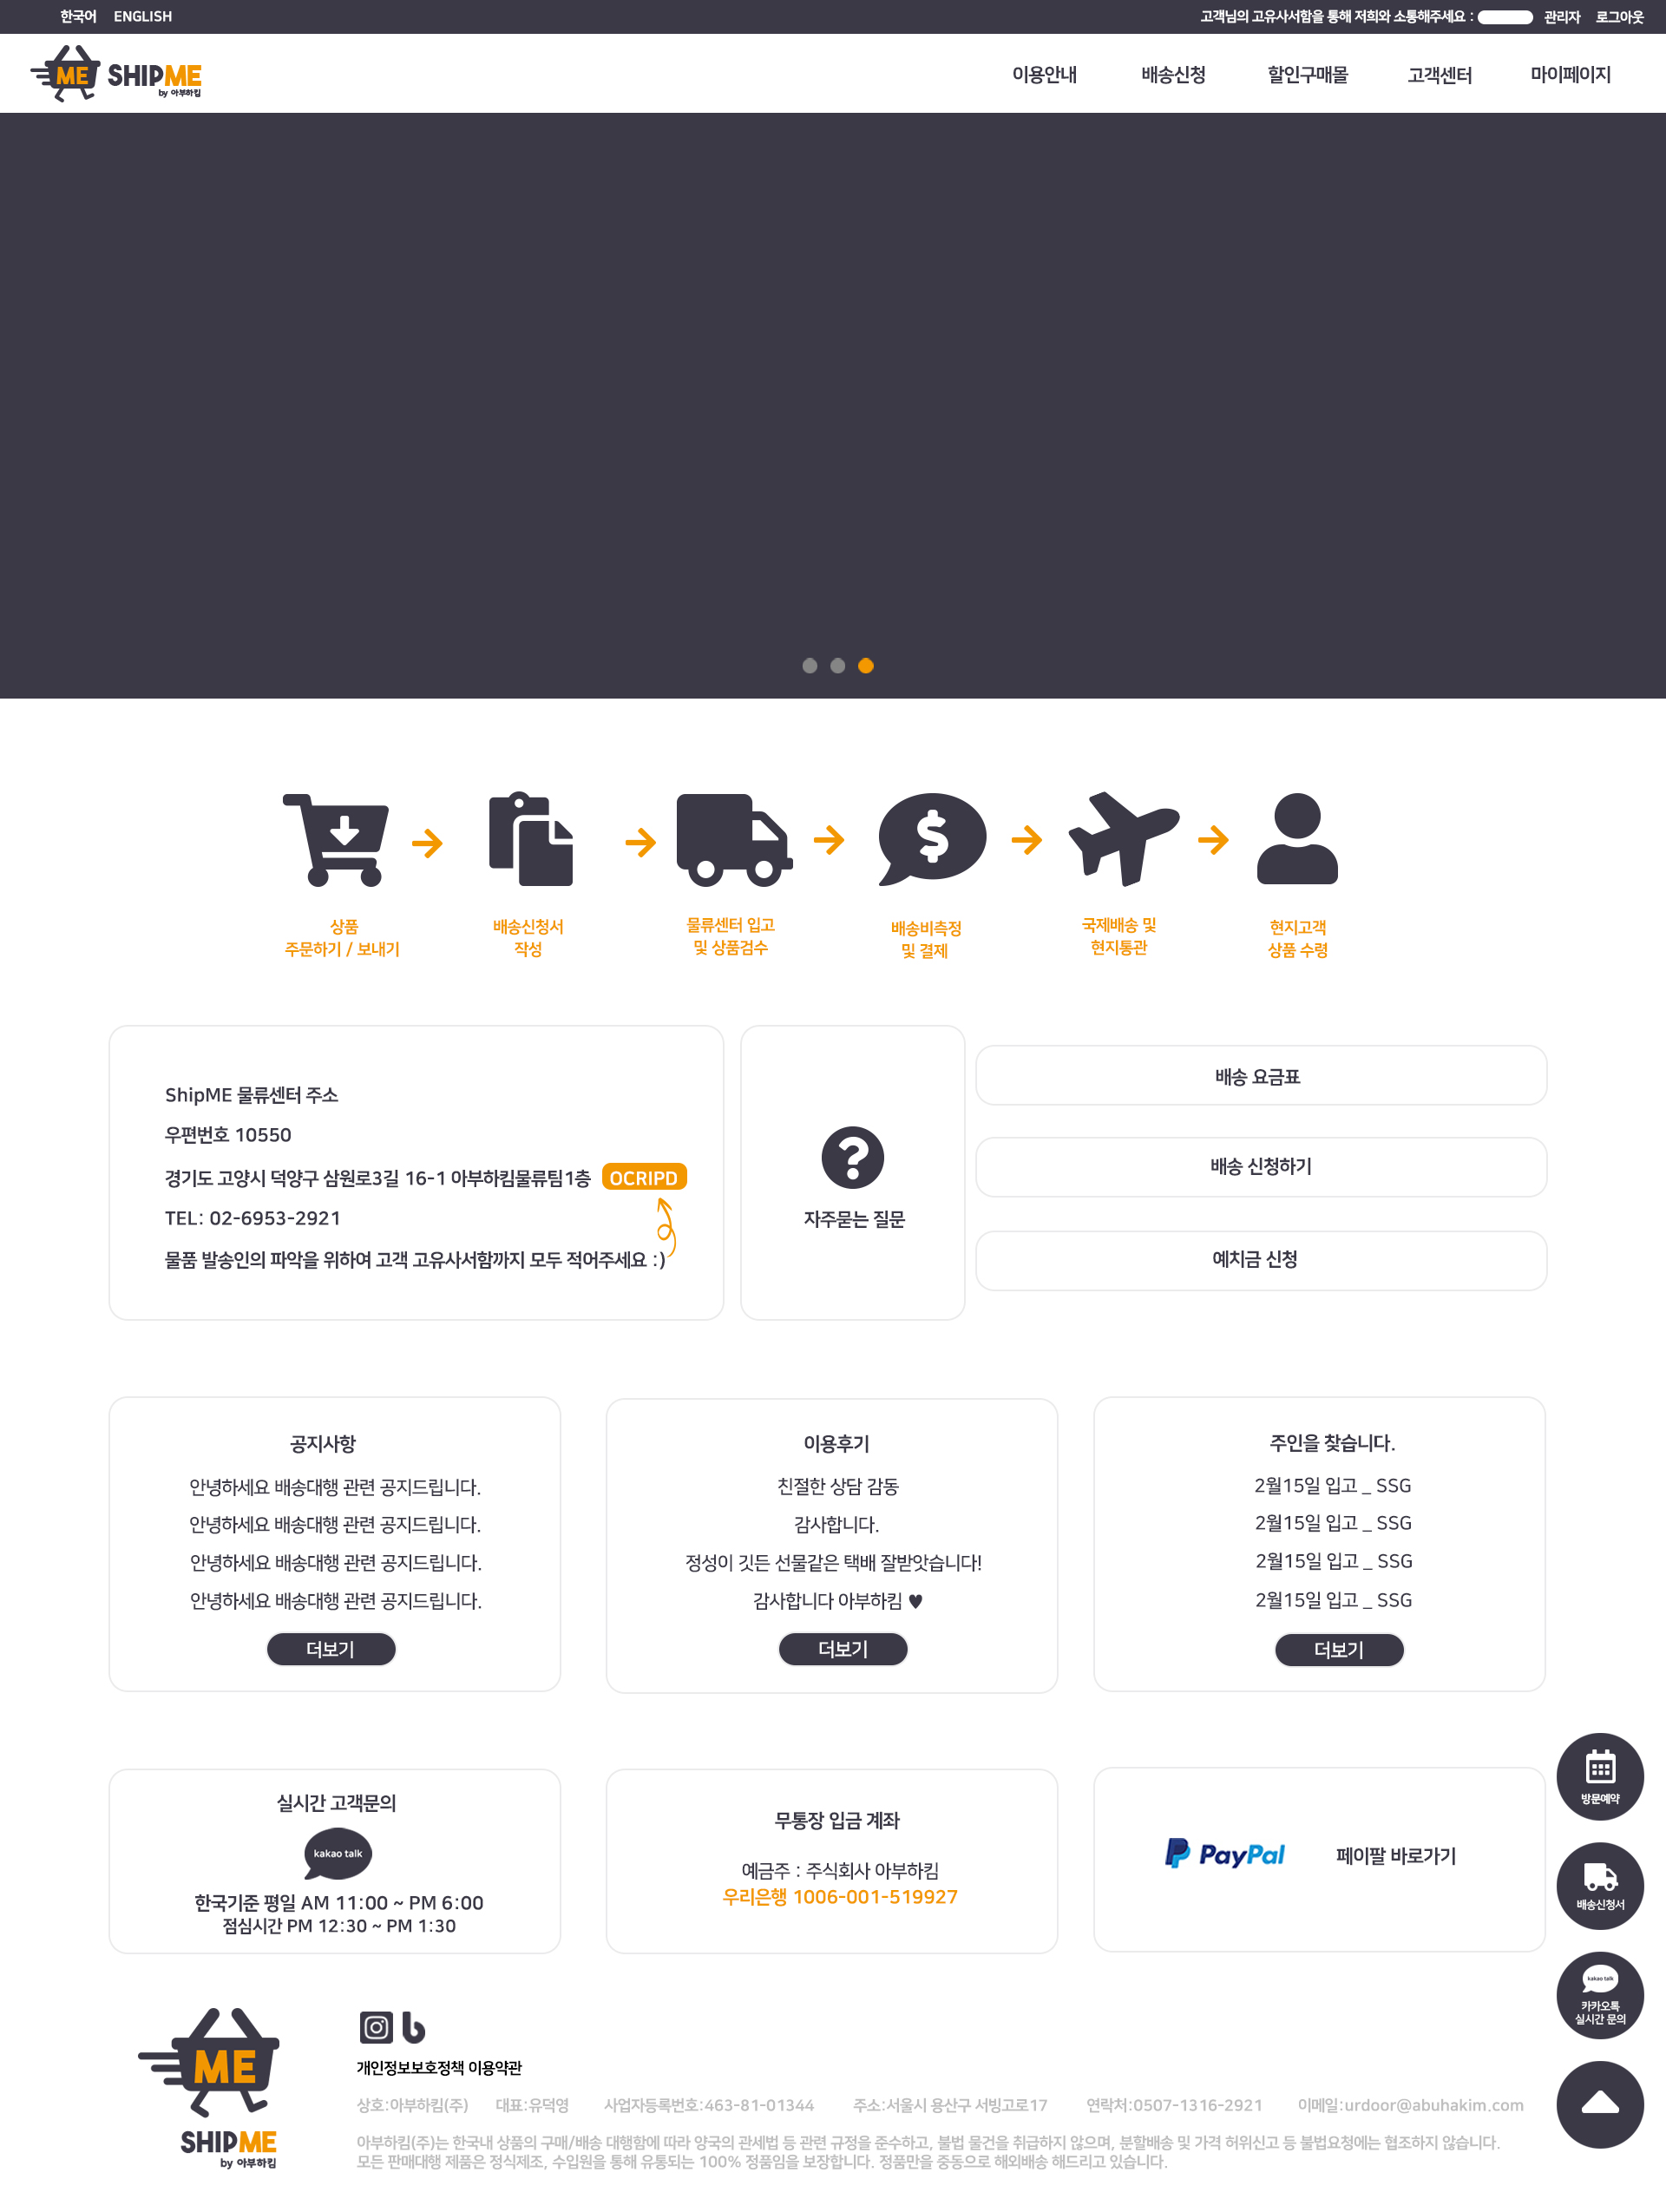 한국어 ENGLISH 고객님의 고유사서함을 통해 저희와 소통해주세요 : 관리자 로그아웃
ME SHIPME
by 아부하킴
이용안내 배송신청 할인구매몰 고객센터 마이페이지
상품
주문하기 / 보내기
배송신청서
작성
물류센터 입고
및 상품검수
배송비측정
및 결제
국제배송 및
현지통관
현지고객
상품 수령
ShipME 물류센터 주소
우편번호 10550
경기도 고양시 덕양구 삼원로3길 16-1 아부하킴물류팀1층 OCRIPD
TEL: 02-6953-2921
물품 발송인의 파악을 위하여 고객 고유사서함까지 모두 적어주세요 :)
자주묻는 질문
배송 요금표
배송 신청하기
예치금 신청
공지사항
안녕하세요 배송대행 관련 공지드립니다.
안녕하세요 배송대행 관련 공지드립니다.
안녕하세요 배송대행 관련 공지드립니다.
안녕하세요 배송대행 관련 공지드립니다.
더보기
이용후기
친절한 상담 감동
감사합니다.
정성이 깃든 선물같은 택배 잘받앗습니다!
감사합니다 아부하킴 ♥
더보기
주인을 찾습니다.
2월15일 입고 _ SSG
2월15일 입고 _ SSG
2월15일 입고 _ SSG
2월15일 입고 _ SSG
더보기
실시간 고객문의
kakao talk
한국기준 평일 AM 11:00 ~ PM 6:00
점심시간 PM 12:30 ~ PM 1:30
무통장 입금 계좌
예금주 : 주식회사 아부하킴
우리은행 1006-001-519927
PayPal 페이팔 바로가기
방문예약
배송신청서
kakao talk
카카오톡
실시간 문의
ME
SHIPME
by 아부하킴
개인정보보호정책 이용약관
상호:아부하킴(주) 대표:유덕영 사업자등록번호:463-81-01344 주소:서울시 용산구 서빙고로17 연락처:0507-1316-2921 이메일:urdoor@abuhakim.com
아부하킴(주)는 한국내 상품의 구매/배송 대행함에 따라 양국의 관세법 등 관련 규정을 준수하고, 불법 물건을 취급하지 않으며, 분할배송 및 가격 허위신고 등 불법요청에는 협조하지 않습니다.
모든 판매대행 제품은 정식제조, 수입원을 통해 유통되는 100% 정품임을 보장합니다. 정품만을 중동으로 해외배송 해드리고 있습니다.